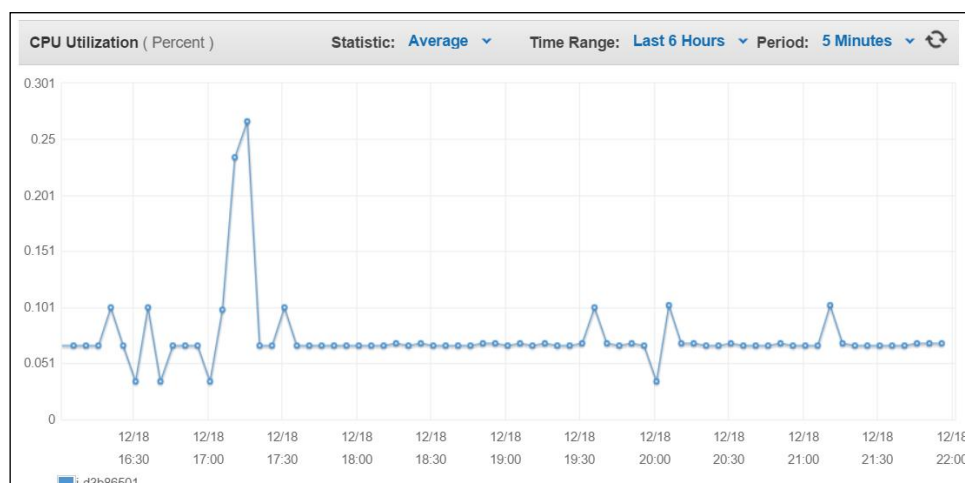 CPU Utilization ( Percent ) Statistic: Average Time Range: Last 6 Hours Period: 5 Minutes
0.301
0.25
0.201
0.151
0.101
0.051
0
12/18 12/18 12/18 12/18 12/18 12/18 12/18 12/18 12/18 12/18 12/18 12/18
16:30 17:00 17:30 18:00 18:30 19:00 19:30 20:00 20:30 21:00 21:30 22:00
i-d3b86501